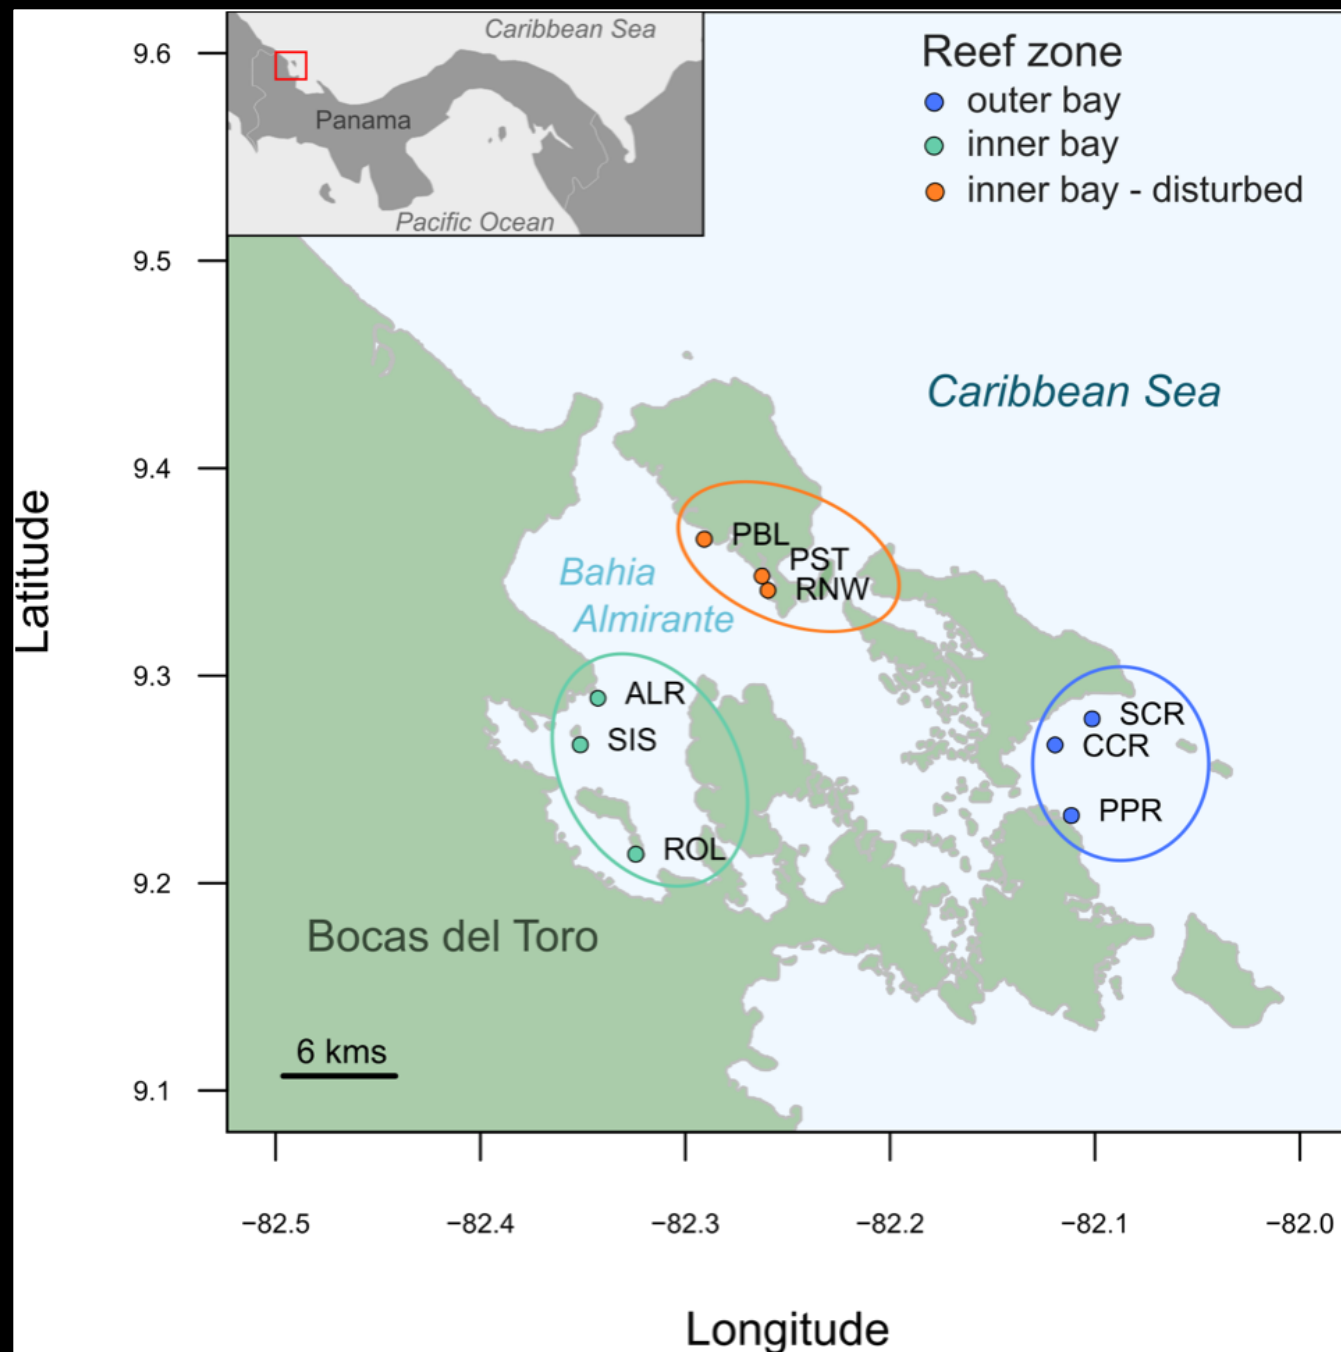 Caribbean Sea
Panama
Pacific Ocean
Reef zone
outer bay
inner bay
inner bay - disturbed
Caribbean Sea
Bahia
Almirante
PBL
PST
RNW
ALR
SIS
ROL
SCR
CCR
PPR
Bocas del Toro
6 kms
Latitude
9.6
9.5
9.4
9.3
9.2
9.1
−82.5 −82.4 −82.3 −82.2 −82.1 −82.0
Longitude